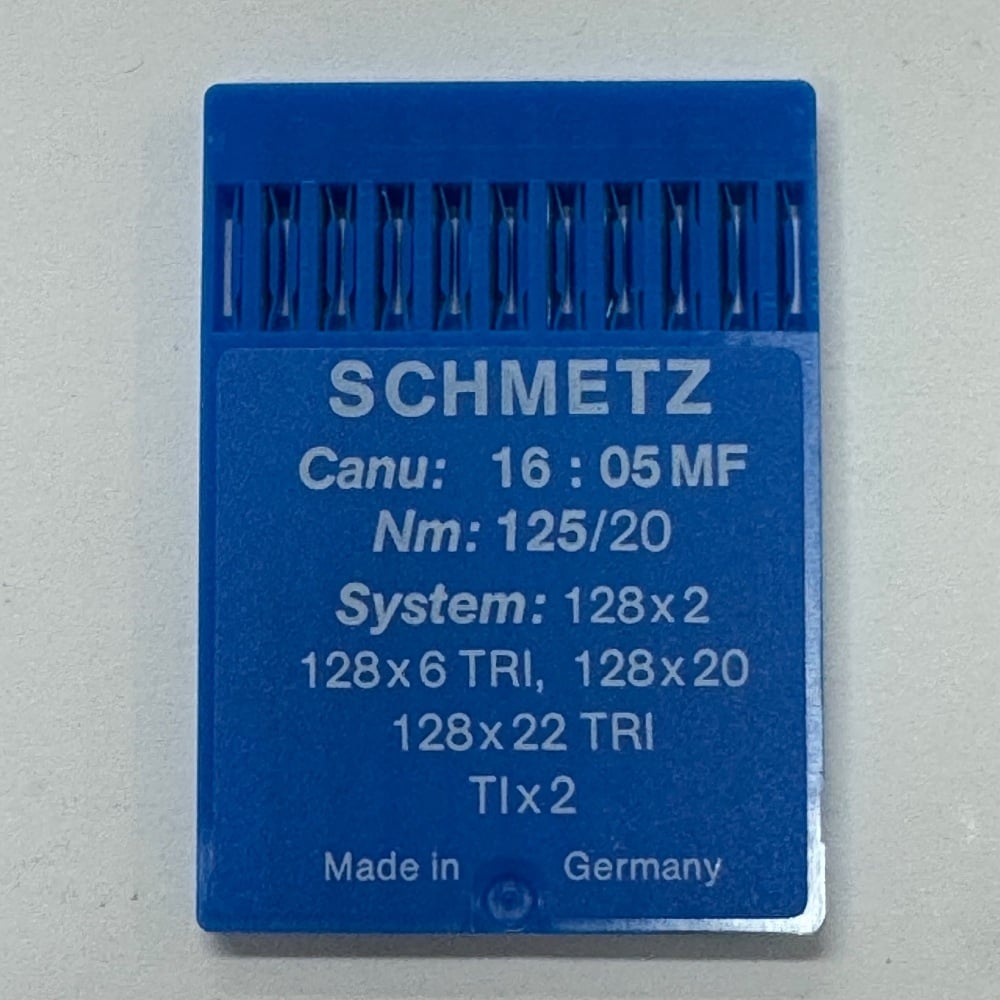 SCHMETZ
Canu: 16 : 05 MF
Nm: 125/20
System: 128x2
128x6 TRI, 128x20
128x22 TRI
TIx2
Made in Germany